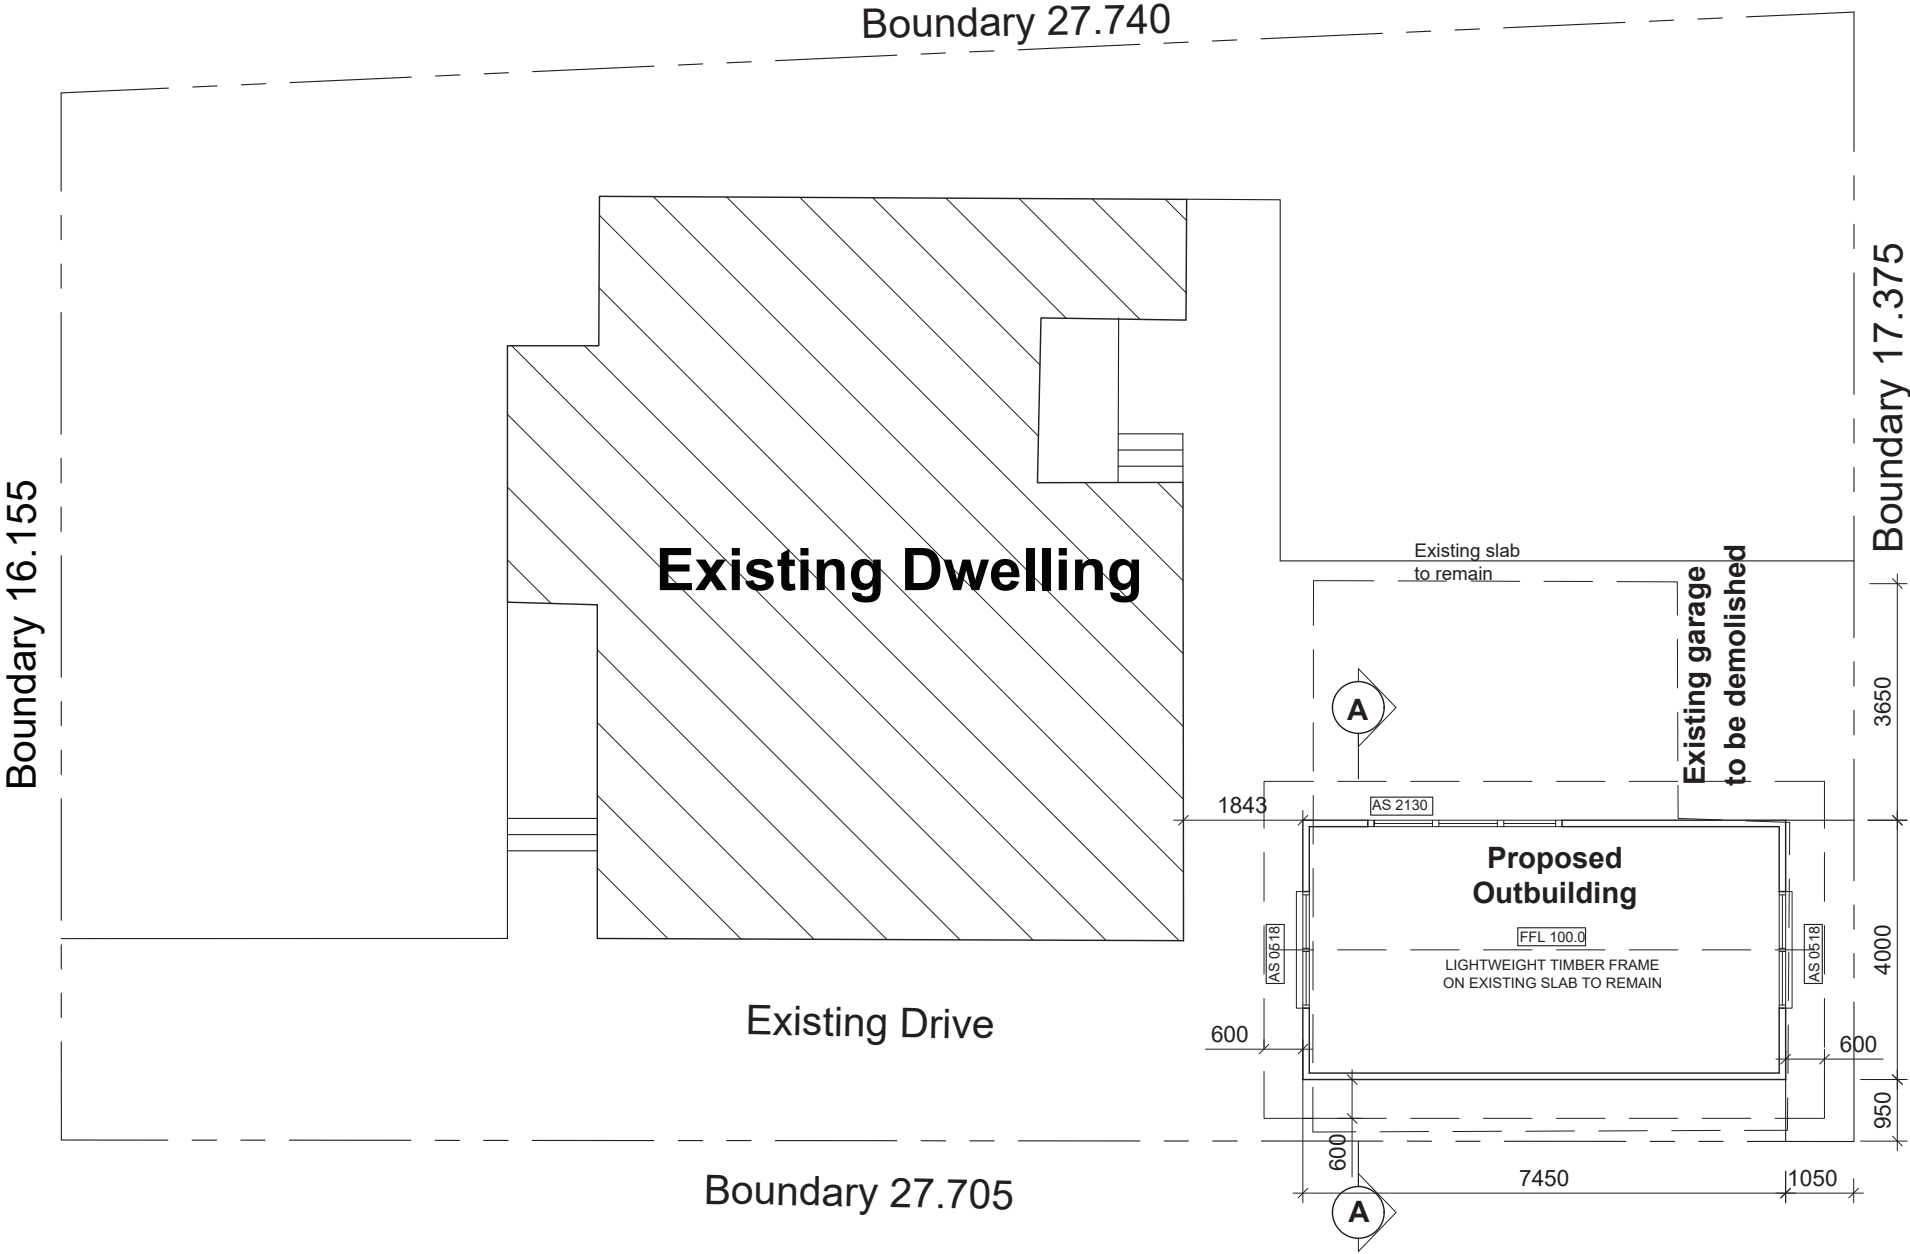 Boundary 27.740
Boundary 17.375
Boundary 16.155
Existing Dwelling
Existing slab
to remain
Existing garage
to be demolished
3650
A
1843
AS 2130
Proposed
Outbuilding
FFL 100.0
LIGHTWEIGHT TIMBER FRAME
ON EXISTING SLAB TO REMAIN
AS 0518
AS 0518
4000
Existing Drive
600
600
950
600
7450
1050
Boundary 27.705
A